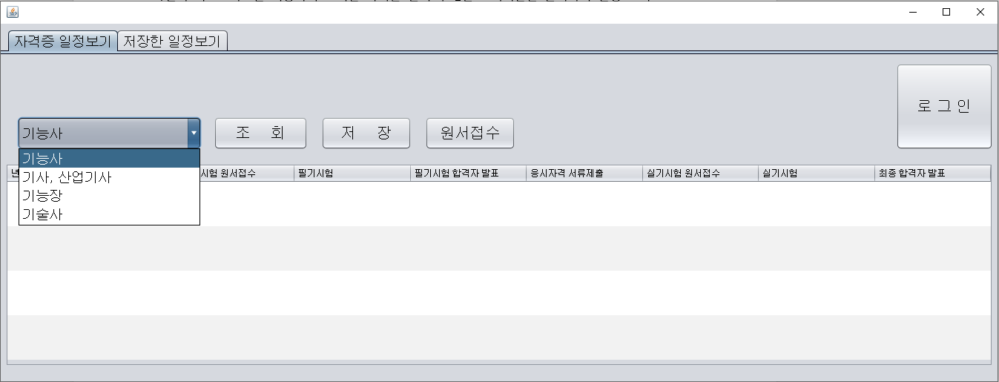 자격증 일정보기 저장한 일정보기
로 그 인
기능사 조 회 저 장 원서접수
년 시험 원서접수 필기시험 필기시험 합격자 발표 응시자격 서류제출 실기시험 원서접수 실기시험 최종 합격자 발표
기능사
기사, 산업기사
기능장
기술사